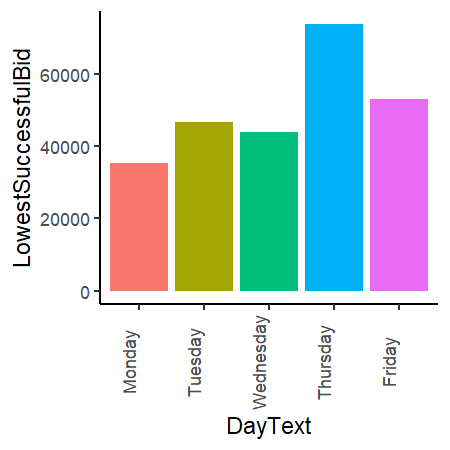 LowestSuccessfulBid
60000
40000
20000
0
Monday
Tuesday
Wednesday
Thursday
Friday
DayText